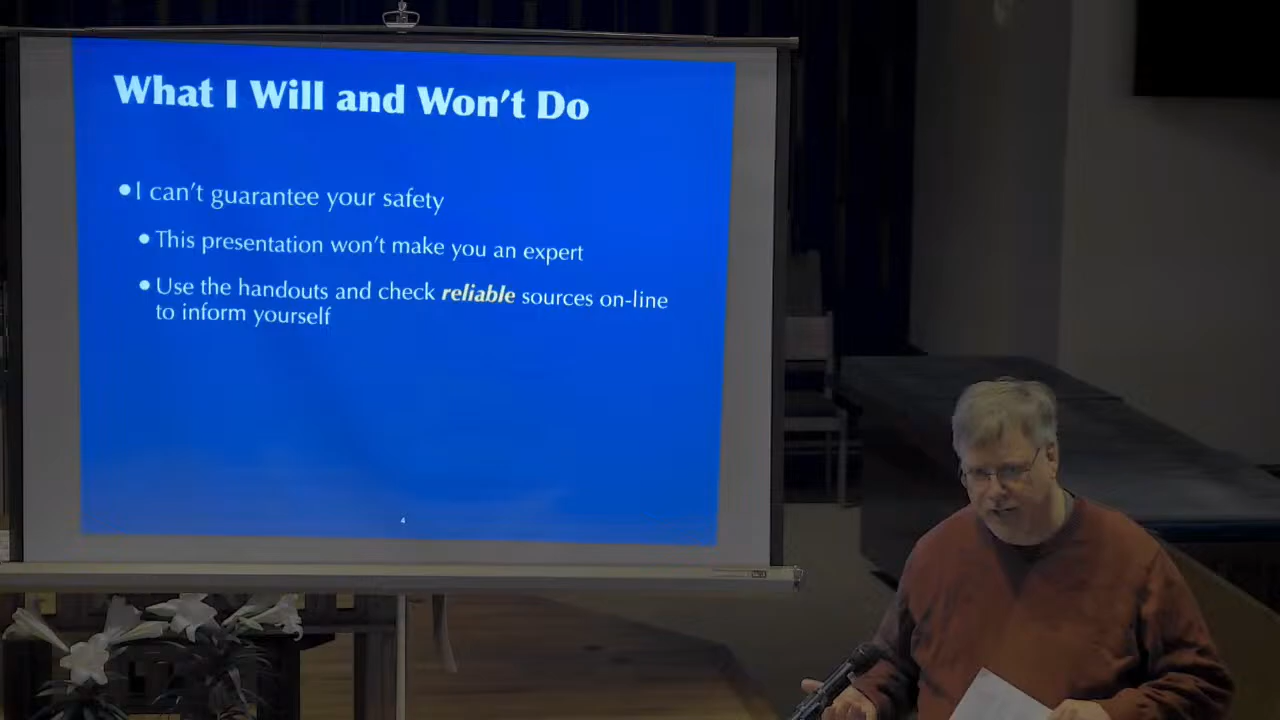 What I Will and Won't Do
•I can't guarantee your safety
•This presentation won't make you an expert
•Use the handouts and check reliable sources on-line
to inform yourself
4